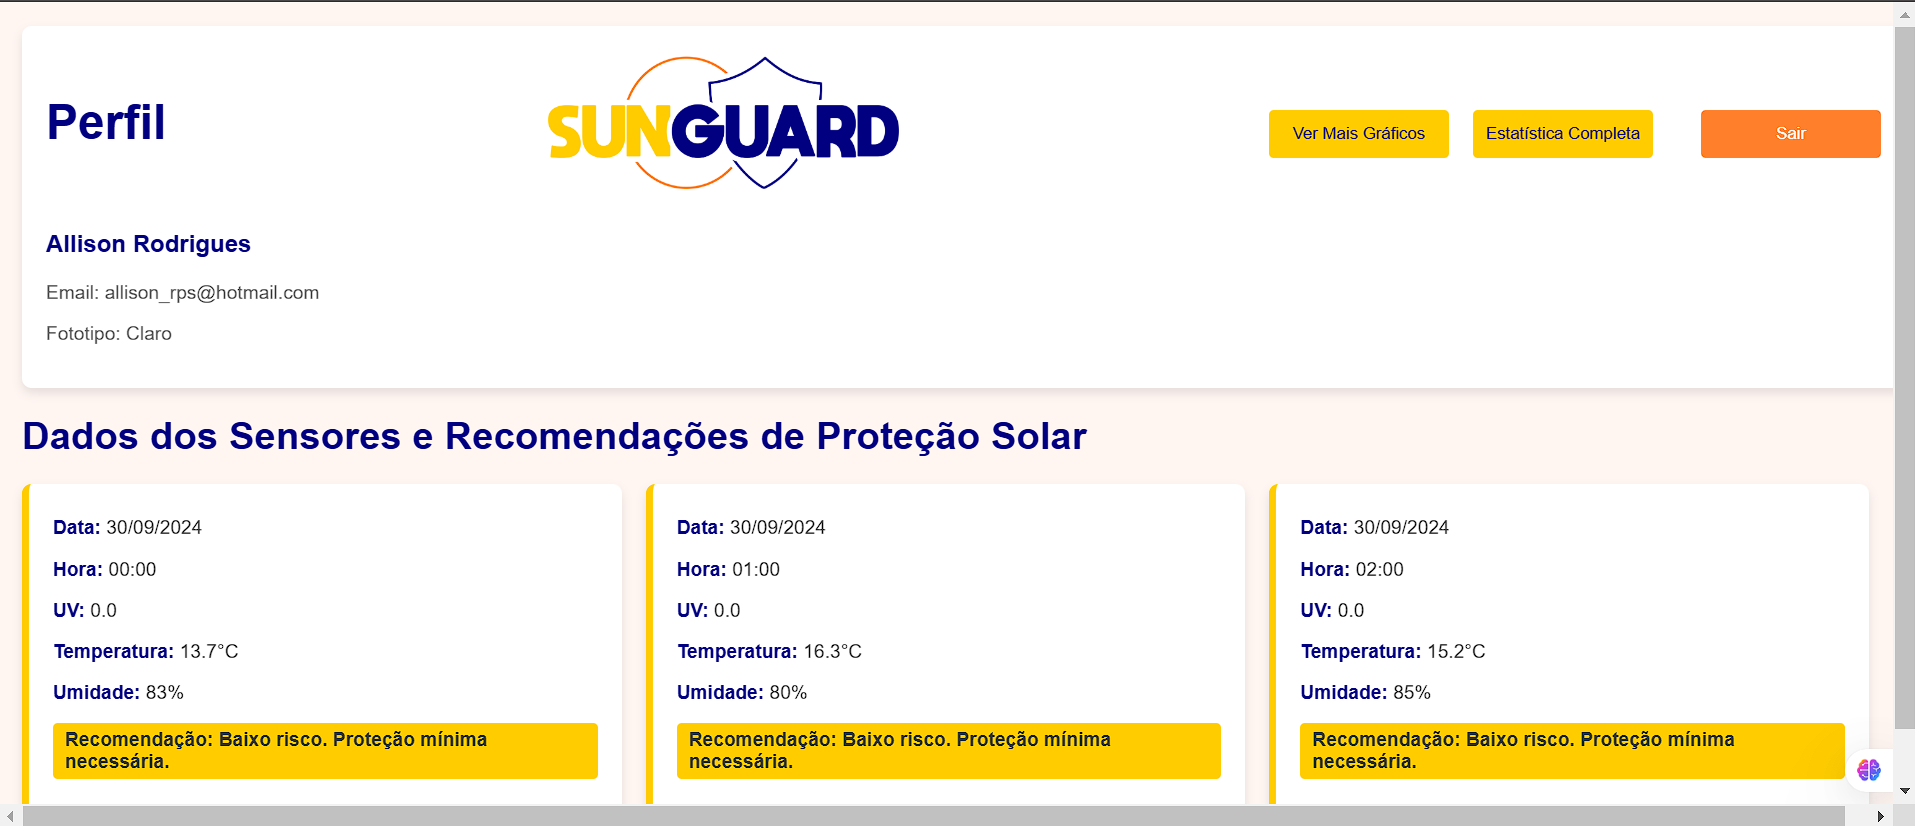 Perfil
SUNGUARD
Ver Mais Gráficos
Estatística Completa
Sair
Allison Rodrigues
Email: allison_rps@hotmail.com
Fototipo: Claro
Dados dos Sensores e Recomendações de Proteção Solar
Data: 30/09/2024
Hora: 00:00
UV: 0.0
Temperatura: 13.7°C
Umidade: 83%
Recomendação: Baixo risco. Proteção mínima
necessária.
Data: 30/09/2024
Hora: 01:00
UV: 0.0
Temperatura: 16.3°C
Umidade: 80%
Recomendação: Baixo risco. Proteção mínima
necessária.
Data: 30/09/2024
Hora: 02:00
UV: 0.0
Temperatura: 15.2°C
Umidade: 85%
Recomendação: Baixo risco. Proteção mínima
necessária.